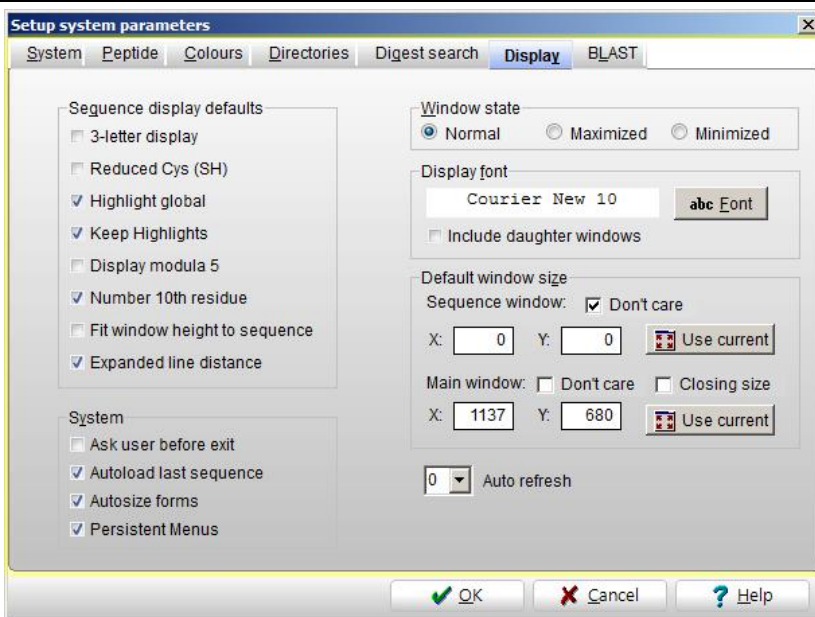 Setup system parameters
System Peptide Colours Directories Digest search Display BLAST
Sequence display defaults
3-letter display
Reduced Cys (SH)
Highlight global
Keep Highlights
Display modula 5
Number 10th residue
Fit window height to sequence
Expanded line distance
System
Ask user before exit
Autoload last sequence
Autosize forms
Persistent Menus
Window state
Normal Maximized Minimized
Display font
Courier New 10 abc Font
Include daughter windows
Default window size
Sequence window: Don't care
X: 0 Y: 0 Use current
Main window: Don't care Closing size
X: 1137 Y: 680 Use current
0 Auto refresh
OK Cancel ? Help